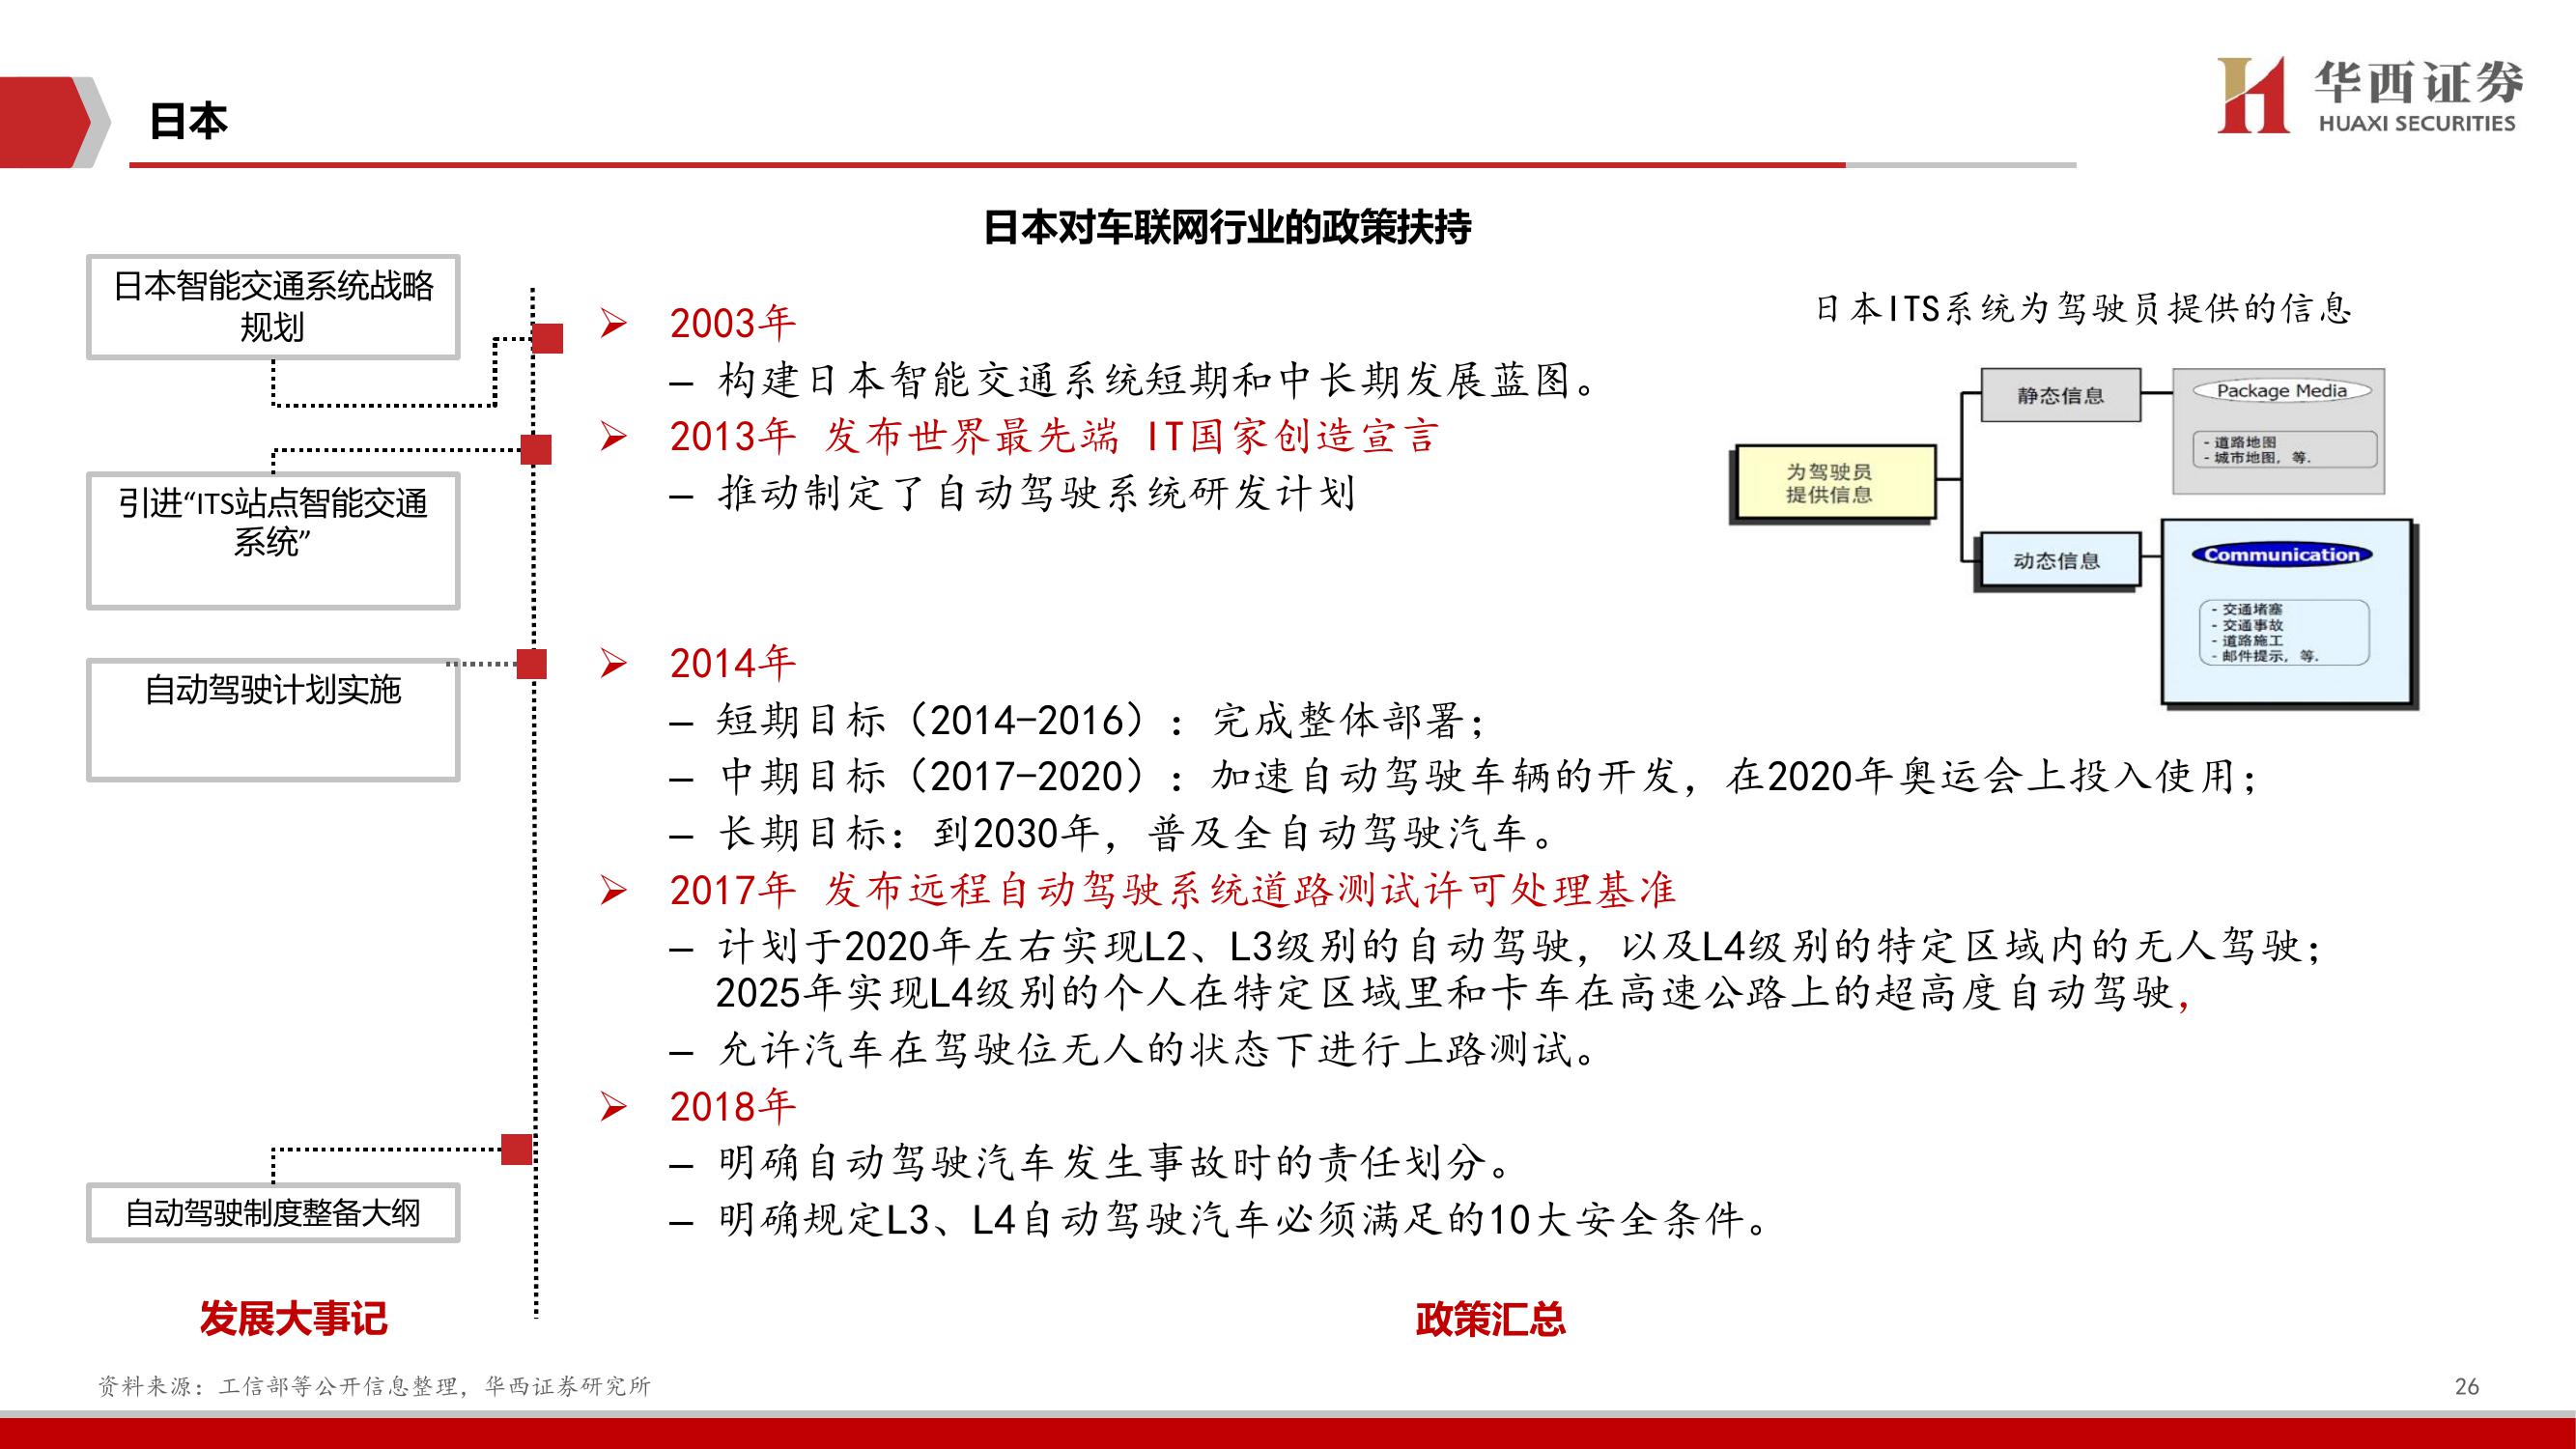 日本
华西证券
HUAXI SECURITIES
日本对车联网行业的政策扶持
日本智能交通系统战略
规划
引进“ITS站点智能交通
系统”
自动驾驶计划实施
自动驾驶制度整备大纲
发展大事记
➢ 2003年
– 构建日本智能交通系统短期和中长期发展蓝图。
➢ 2013年 发布世界最先端 IT国家创造宣言
– 推动制定了自动驾驶系统研发计划
➢ 2014年
– 短期目标（2014-2016）：完成整体部署；
– 中期目标（2017-2020）：加速自动驾驶车辆的开发，在2020年奥运会上投入使用；
– 长期目标：到2030年，普及全自动驾驶汽车。
➢ 2017年 发布远程自动驾驶系统道路测试许可处理基准
– 计划于2020年左右实现L2、L3级别的自动驾驶，以及L4级别的特定区域内的无人驾驶；
2025年实现L4级别的个人在特定区域里和卡车在高速公路上的超高度自动驾驶，
– 允许汽车在驾驶位无人的状态下进行上路测试。
➢ 2018年
– 明确自动驾驶汽车发生事故时的责任划分。
– 明确规定L3、L4自动驾驶汽车必须满足的10大安全条件。
政策汇总
日本ITS系统为驾驶员提供的信息
为驾驶员
提供信息
静态信息
Package Media
- 道路地图
- 城市地图，等.
动态信息
Communication
- 交通堵塞
- 交通事故
- 道路施工
- 邮件提示，等.
资料来源：工信部等公开信息整理，华西证券研究所
26